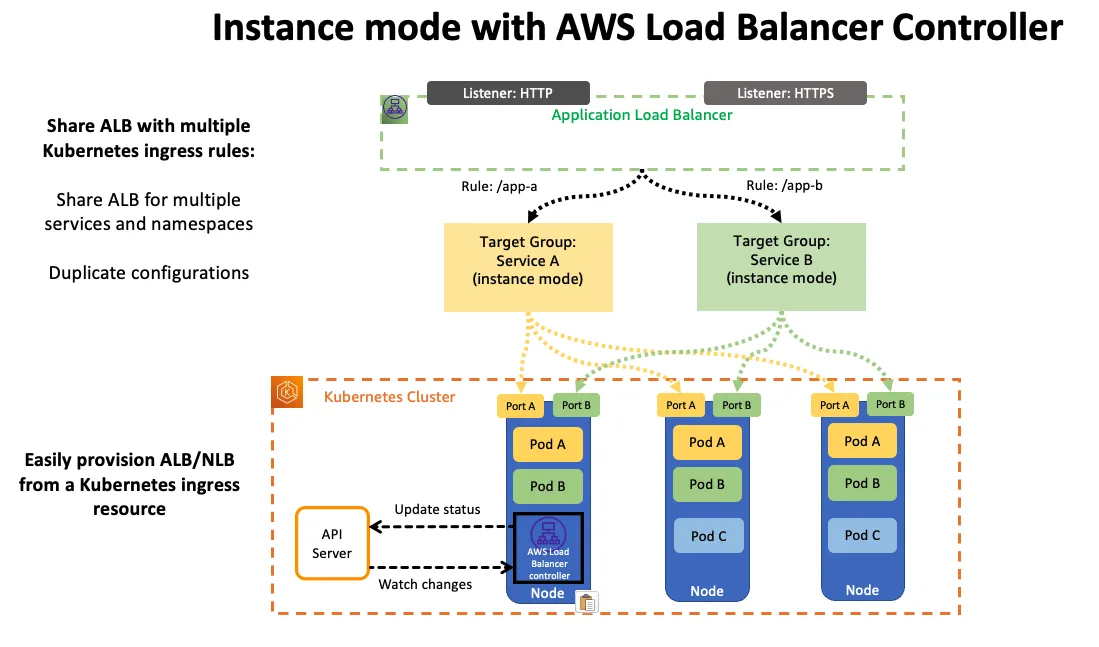 Instance mode with AWS Load Balancer Controller
Listener: HTTP
Listener: HTTPS
Application Load Balancer
Share ALB with multiple
Kubernetes ingress rules:
Share ALB for multiple
services and namespaces
Duplicate configurations
Rule: /app-a
Rule: /app-b
Target Group:
Service A
(instance mode)
Target Group:
Service B
(instance mode)
Kubernetes Cluster
Port A
Port B
Port A
Port B
Port A
Port B
Easily provision ALB/NLB
from a Kubernetes ingress
resource
API
Server
Update status
Watch changes
Pod A
Pod B
AWS Load
Balancer
controller
Node
Pod A
Pod B
Pod C
Node
Pod A
Pod B
Pod C
Node